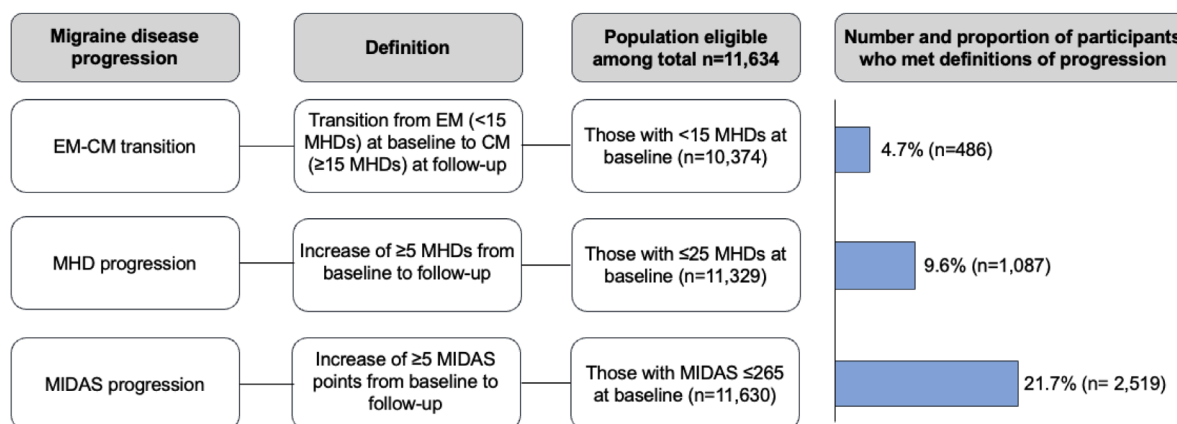 Migraine disease
progression
Definition
Population eligible
among total n=11,634
Number and proportion of participants
who met definitions of progression
EM-CM transition
Transition from EM (<15
MHDs) at baseline to CM
(≥15 MHDs) at follow-up
Those with <15 MHDs at
baseline (n=10,374)
4.7% (n=486)
MHD progression
Increase of ≥5 MHDs from
baseline to follow-up
Those with ≤25 MHDs at
baseline (n=11,329)
9.6% (n=1,087)
MIDAS progression
Increase of ≥5 MIDAS
points from baseline to
follow-up
Those with MIDAS ≤265
at baseline (n=11,630)
21.7% (n= 2,519)